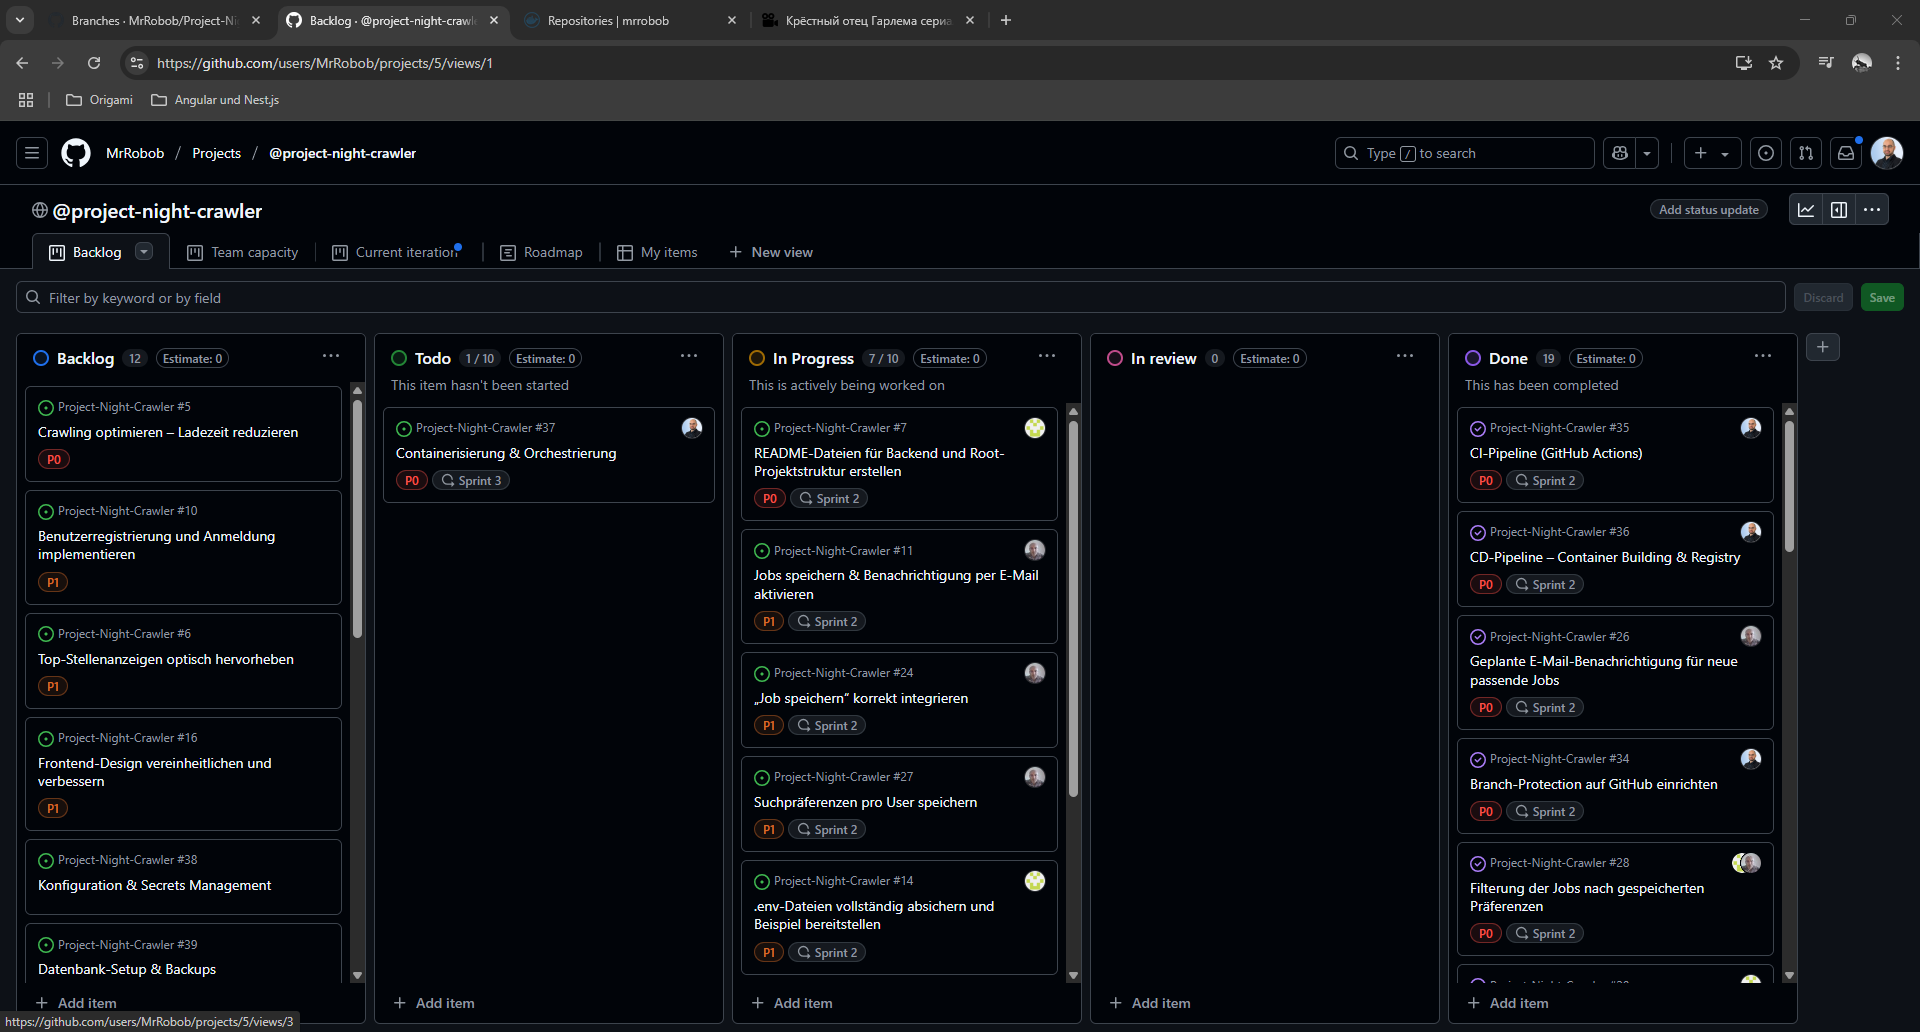 Branches · MrRobob/Project-Ni
Backlog · @project-night-crawle
Repositories | mrrobob
Крёстный отец Гарлема сериа
https://github.com/users/MrRobob/projects/5/views/1
Origami
Angular und Nest.js
MrRobob / Projects / @project-night-crawler
Type / to search
@project-night-crawler
Add status update
Backlog
Team capacity
Current iteration
Roadmap
My items
New view
Filter by keyword or by field
Discard
Save
Backlog 12 Estimate: 0
Project-Night-Crawler #5
Crawling optimieren – Ladezeit reduzieren
P0
Project-Night-Crawler #10
Benutzerregistrierung und Anmeldung
implementieren
P1
Project-Night-Crawler #6
Top-Stellenanzeigen optisch hervorheben
P1
Project-Night-Crawler #16
Frontend-Design vereinheitlichen und
verbessern
P1
Project-Night-Crawler #38
Konfiguration & Secrets Management
Project-Night-Crawler #39
Datenbank-Setup & Backups
Add item
Todo 1 / 10 Estimate: 0
This item hasn't been started
Project-Night-Crawler #37
Containerisierung & Orchestrierung
P0 Sprint 3
Add item
In Progress 7 / 10 Estimate: 0
This is actively being worked on
Project-Night-Crawler #7
README-Dateien für Backend und Root-
Projektstruktur erstellen
P0 Sprint 2
Project-Night-Crawler #11
Jobs speichern & Benachrichtigung per E-Mail
aktivieren
P1 Sprint 2
Project-Night-Crawler #24
„Job speichern“ korrekt integrieren
P1 Sprint 2
Project-Night-Crawler #27
Suchpräferenzen pro User speichern
P1 Sprint 2
Project-Night-Crawler #14
.env-Dateien vollständig absichern und
Beispiel bereitstellen
P1 Sprint 2
Add item
In review 0 Estimate: 0
Add item
Done 19 Estimate: 0
This has been completed
Project-Night-Crawler #35
CI-Pipeline (GitHub Actions)
P0 Sprint 2
Project-Night-Crawler #36
CD-Pipeline – Container Building & Registry
P0 Sprint 2
Project-Night-Crawler #26
Geplante E-Mail-Benachrichtigung für neue
passende Jobs
P0 Sprint 2
Project-Night-Crawler #34
Branch-Protection auf GitHub einrichten
P0 Sprint 2
Project-Night-Crawler #28
Filterung der Jobs nach gespeicherten
Präferenzen
P0 Sprint 2
Add item
https://github.com/users/MrRobob/projects/5/views/3